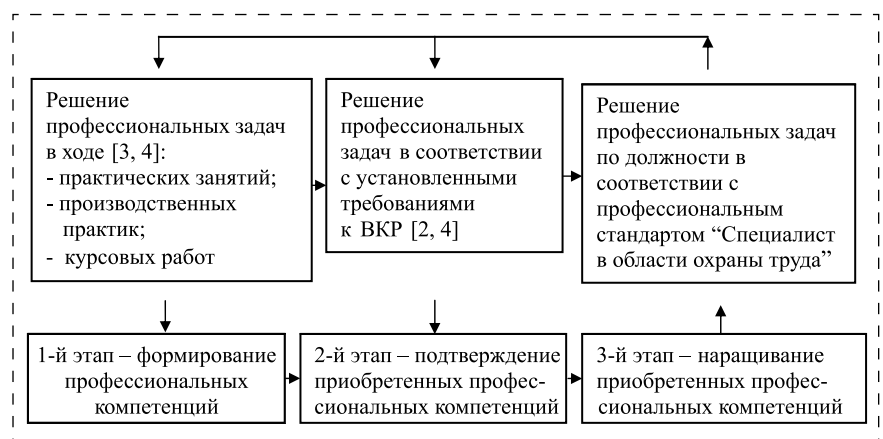 Решение
профессиональных задач
в ходе [3, 4]:
- практических занятий;
- производственных
практик;
- курсовых работ
Решение
профессиональных
задач в соответствии
с установленными
требованиями
к ВКР [2, 4]
Решение
профессиональных задач
по должности в
соответствии с
профессиональным
стандартом “Специалист
в области охраны труда”
1-й этап – формирование
профессиональных
компетенций
2-й этап – подтверждение
приобретенных профес-
сиональных компетенций
3-й этап – наращивание
приобретенных профес-
сиональных компетенций